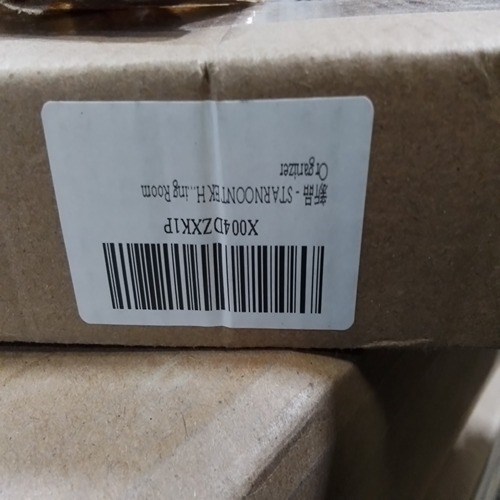 X004DZXK1P
新品 - STARNOONTEK H...ing Room
Organizer